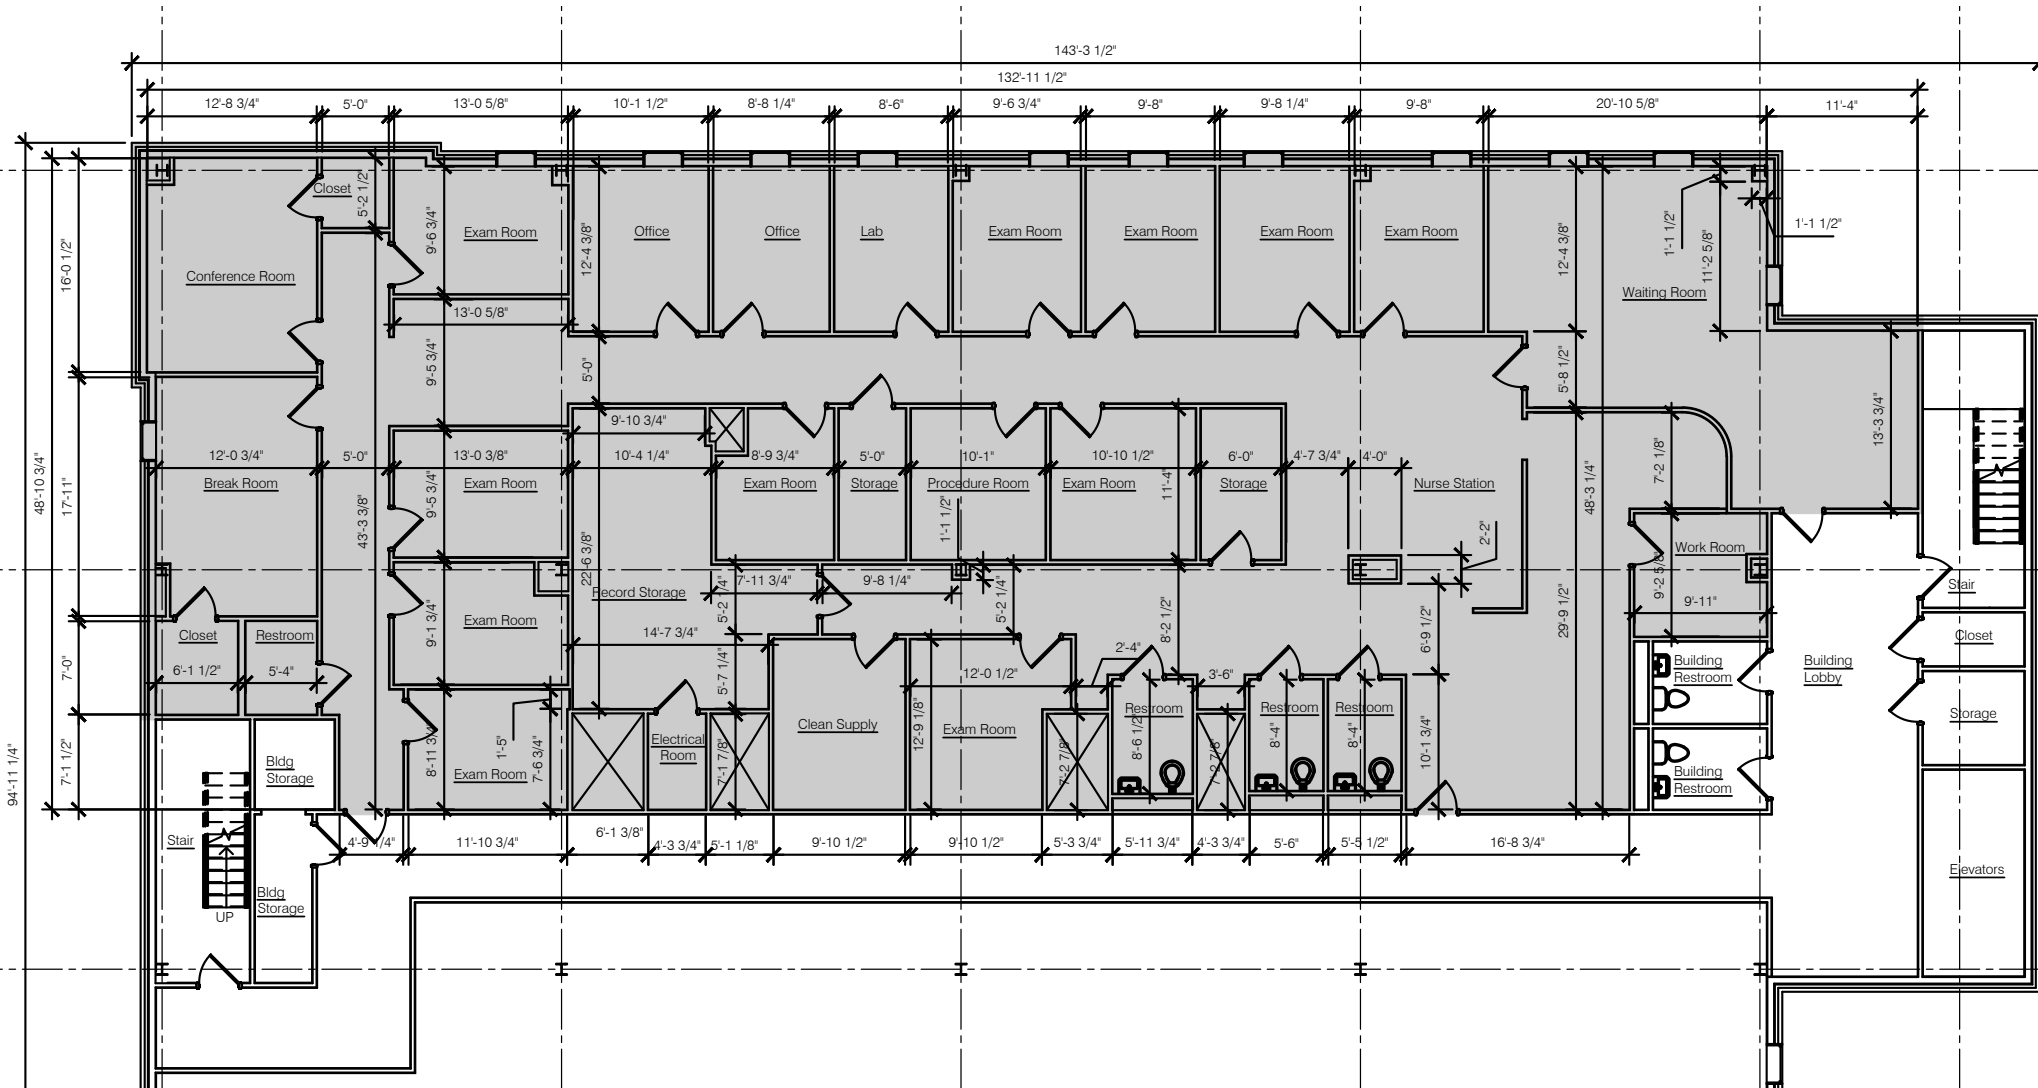 143'-3 1/2"
132'-11 1/2"
12'-8 3/4"
5'-0"
13'-0 5/8"
10'-1 1/2"
8'-8 1/4"
8'-6"
9'-6 3/4"
9'-8"
9'-8 1/4"
9'-8"
20'-10 5/8"
11'-4"
Closet
5'-2 1/2"
9'-6 3/4"
Exam Room
12'-4 3/8"
Office
Office
Lab
Exam Room
Exam Room
Exam Room
Exam Room
12'-4 3/8"
1'-1 1/2"
11'-2 5/8"
1'-1 1/2"
16'-0 1/2"
Conference Room
Waiting Room
13'-0 5/8"
9'-5 3/4"
5'-0"
5'-8 1/2"
9'-10 3/4"
13'-3 3/4"
48'-10 3/4"
17'-11"
12'-0 3/4"
5'-0"
13'-0 3/8"
10'-4 1/4"
8'-9 3/4"
5'-0"
10'-1"
10'-10 1/2"
11'-4"
6'-0"
4'-7 3/4"
4'-0"
7'-2 1/8"
Break Room
Exam Room
Exam Room
Storage
Procedure Room
Exam Room
Storage
Nurse Station
43'-3 3/8"
9'-5 3/4"
48'-3 1/4"
1'-1 1/2"
2'-2"
22'-6 3/8"
Work Room
9'-2 5/8"
Record Storage
7'-11 3/4"
9'-8 1/4"
5'-2 1/4"
5'-2 1/4"
Stair
9'-11"
9'-1 3/4"
Exam Room
8'-2 1/2"
6'-9 1/2"
29'-9 1/2"
Closet
Restroom
14'-7 3/4"
2'-4"
Closet
7'-0"
6'-1 1/2"
5'-4"
5'-7 1/4"
12'-0 1/2"
3'-6"
Building
Restroom
Building
Lobby
Restroom
Restroom
Restroom
Storage
Clean Supply
12'-9 1/8"
Exam Room
8'-6 1/2"
8'-4"
8'-4"
94'-11 1/4"
7'-1 1/2"
8'-11 3/4"
1'-5"
7'-6 3/4"
Electrical
Room
7'-1 7/8"
7'-2 7/8"
7'-2 7/8"
10'-1 3/4"
Bldg
Storage
Exam Room
Building
Restroom
Stair
4'-9 1/4"
11'-10 3/4"
6'-1 3/8"
4'-3 3/4"
5'-1 1/8"
9'-10 1/2"
9'-10 1/2"
5'-3 3/4"
5'-11 3/4"
4'-3 3/4"
5'-6"
5'-5 1/2"
16'-8 3/4"
Elevators
Bldg
Storage
UP